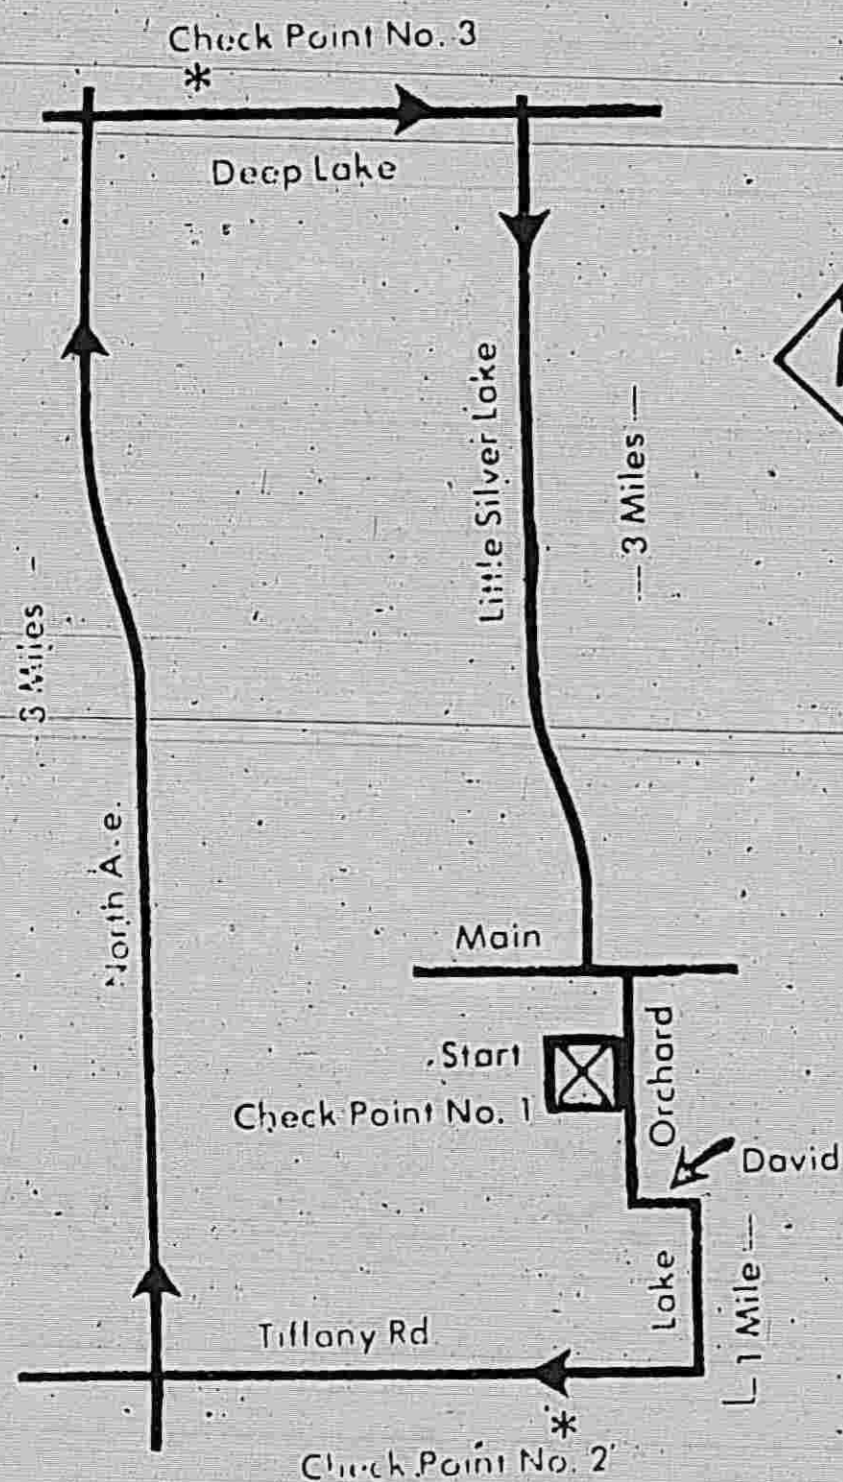 Check Point No. 3
*
Deep Lake
Little Silver Lake
— 3 Miles —
3 Miles —
North A.e.
Main
Start
Check Point No. 1
Orchard
David
Lake
1 Mile —
Tiffany Rd
*
Check Point No. 2